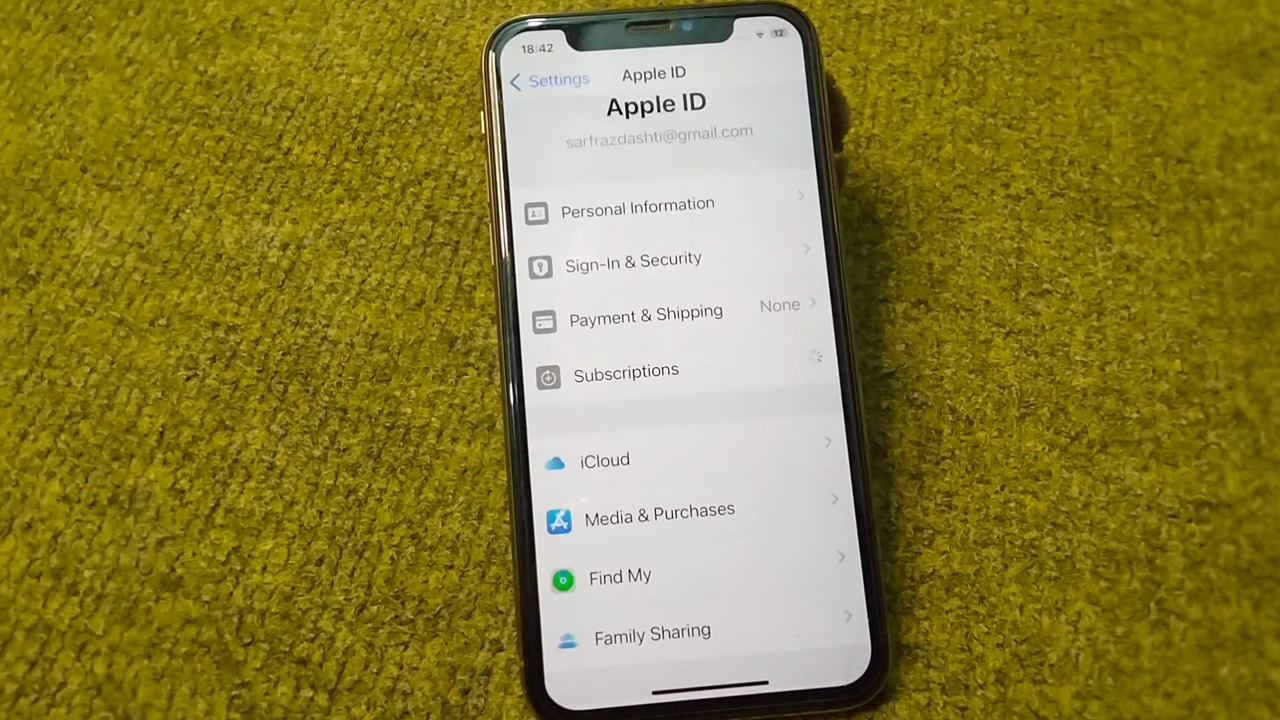 18:42
12
Settings
Apple ID
Apple ID
sarfrazdashti@gmail.com
Personal Information
Sign-In & Security
Payment & Shipping None
Subscriptions
iCloud
Media & Purchases
Find My
Family Sharing